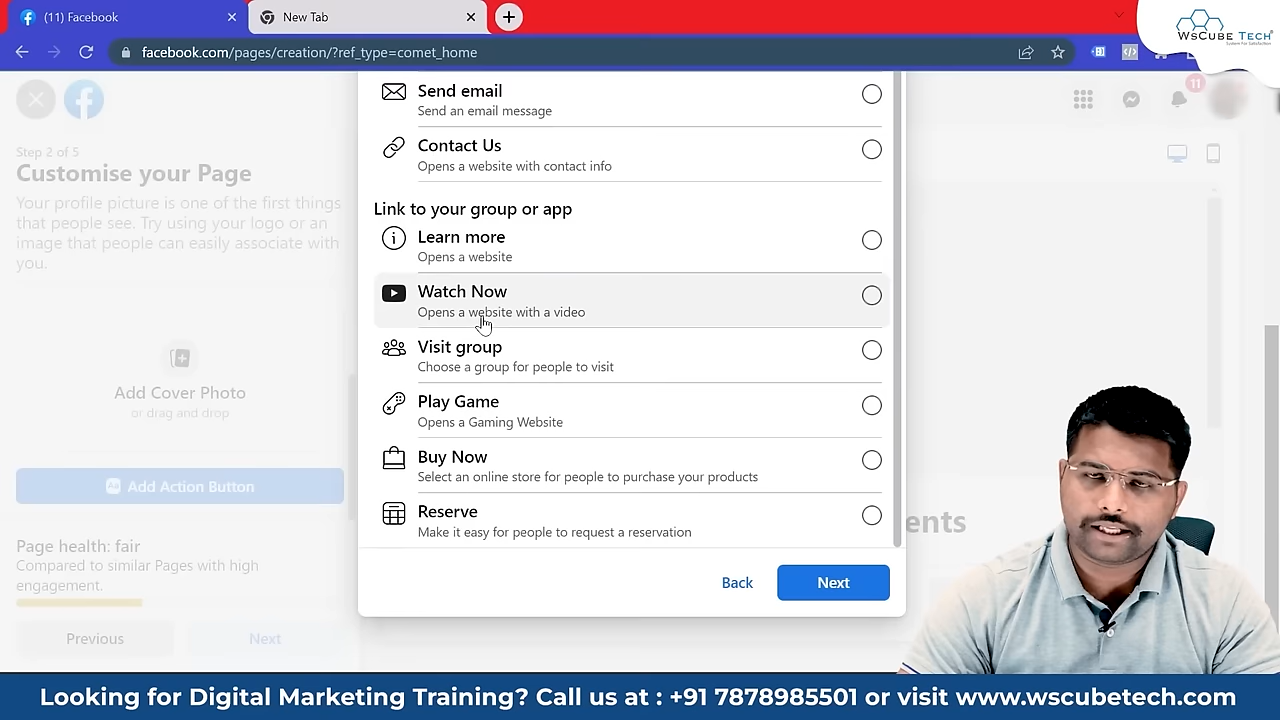 (11) Facebook
New Tab
facebook.com/pages/creation/?ref_type=comet_home
WSCUBE TECH
System For Satisfaction
11
Step 2 of 5
Customise your Page
Your profile picture is one of the first things
that people see. Try using your logo or an
image that people can easily associate with
you.
Add Cover Photo
or drag and drop
Add Action Button
Page health: fair
Compared to similar Pages with high
engagement.
Previous
Next
Send email
Send an email message
Contact Us
Opens a website with contact info
Link to your group or app
Learn more
Opens a website
Watch Now
Opens a website with a video
Visit group
Choose a group for people to visit
Play Game
Opens a Gaming Website
Buy Now
Select an online store for people to purchase your products
Reserve
Make it easy for people to request a reservation
Back
Next
ents
Looking for Digital Marketing Training? Call us at : +91 7878985501 or visit www.wscubetech.com